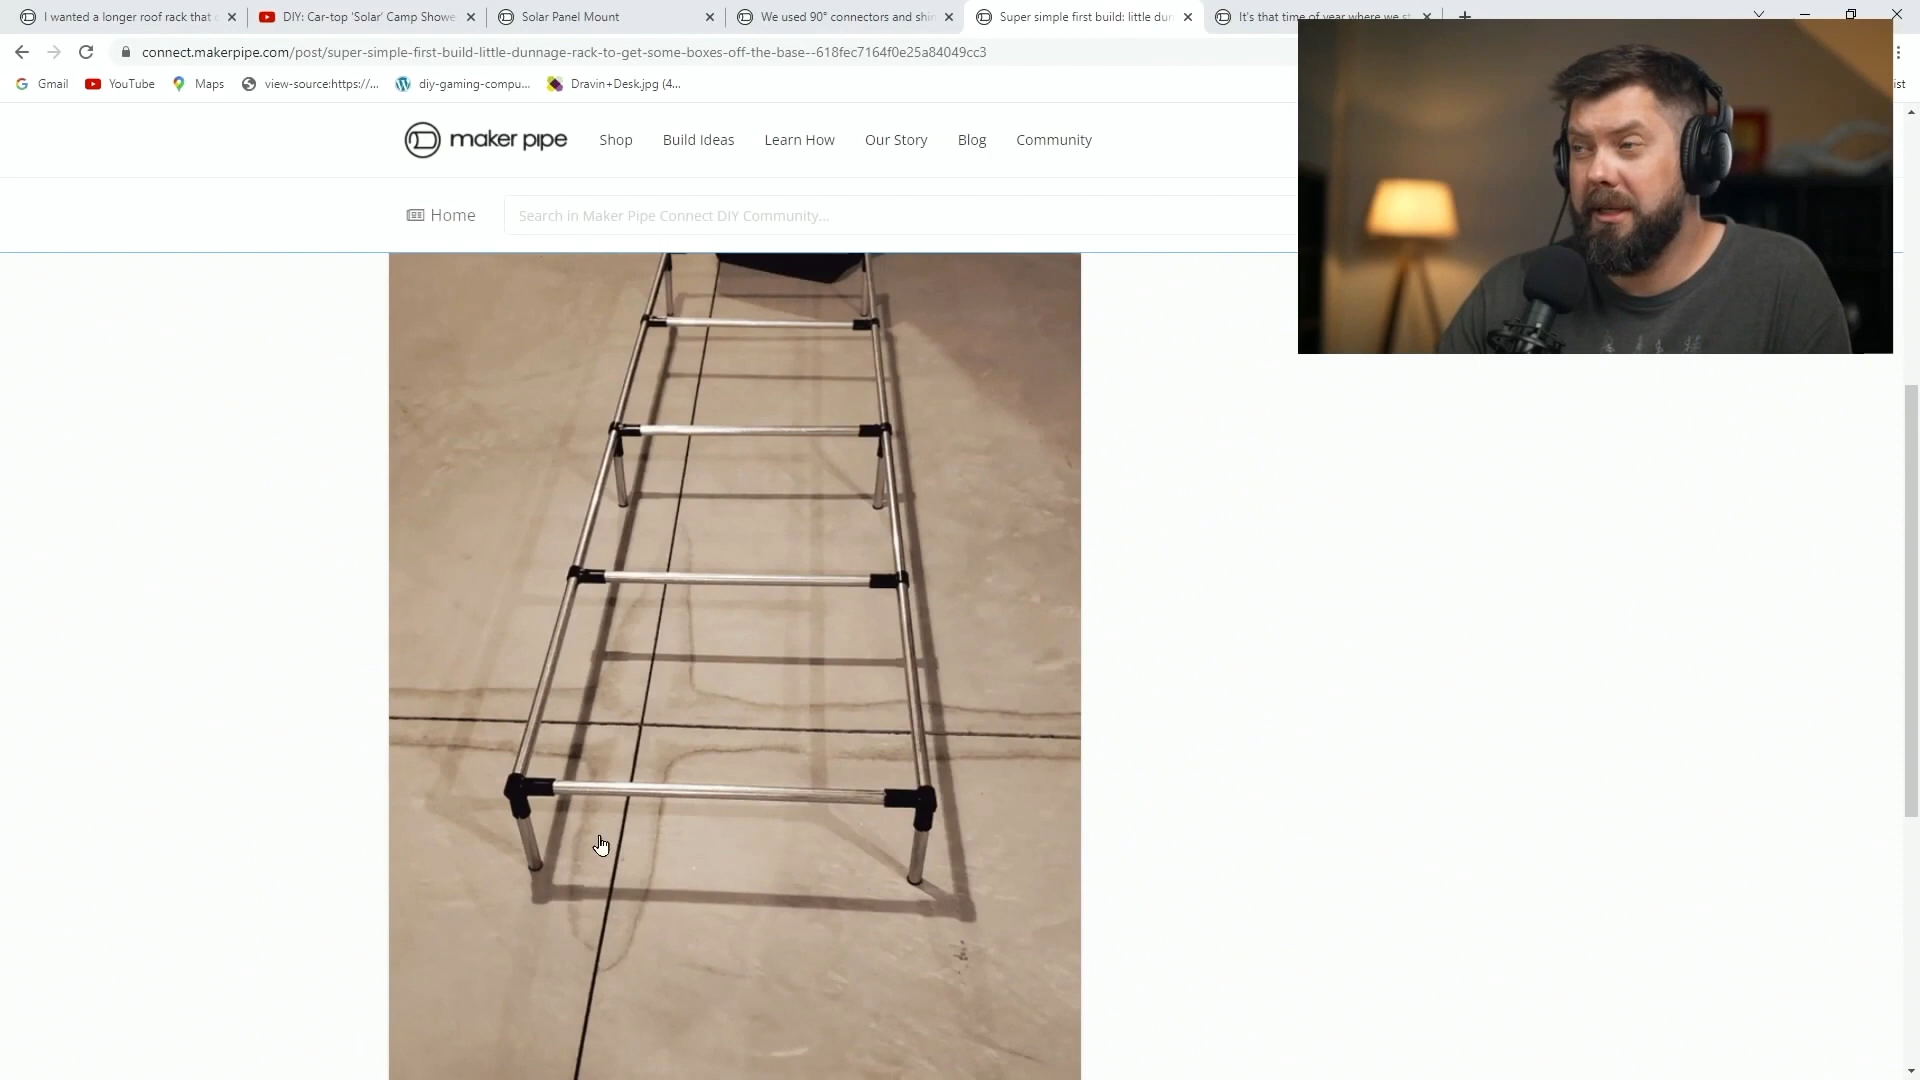 I wanted a longer roof rack that
DIY: Car-top 'Solar' Camp Showe
Solar Panel Mount
We used 90° connectors and shi
Super simple first build: little dun
It's that time of year where we st
connect.makerpipe.com/post/super-simple-first-build-little-dunnage-rack-to-get-some-boxes-off-the-base--618fec7164f0e25a84049cc3
Gmail
YouTube
Maps
view-source:https://...
diy-gaming-compu...
Dravin+Desk.jpg (4...
ist
maker pipe
Shop
Build Ideas
Learn How
Our Story
Blog
Community
Home
Search in Maker Pipe Connect DIY Community...